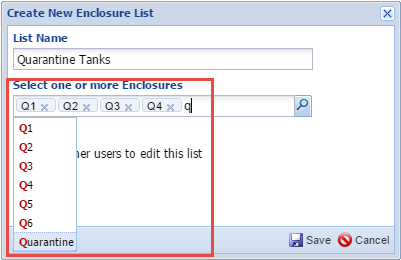 Create New Enclosure List
List Name
Quarantine Tanks
Select one or more Enclosures
Q1 Q2 Q3 Q4 q
Q1
Q2
Q3
Q4
Q5
Q6
Quarantine
users to edit this list
Save Cancel